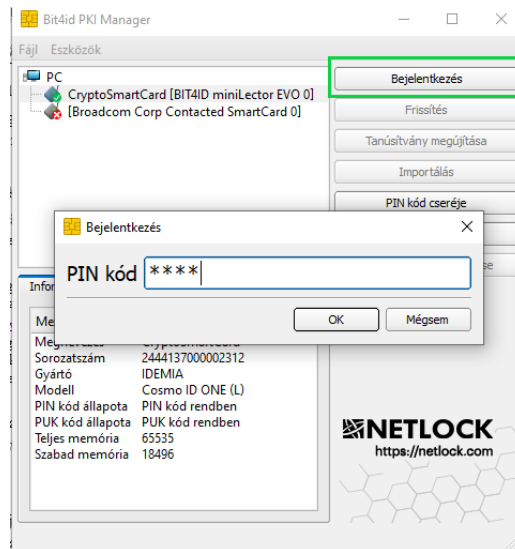 Bit4id PKI Manager
Fájl Eszközök
PC
CryptoSmartCard [BIT4ID miniLector EVO 0]
[Broadcom Corp Contacted SmartCard 0]
Bejelentkezés
Frissítés
Tanúsítvány megújítása
Importálás
PIN kód cseréje
Bejelentkezés
PIN kód ****
OK Mégsem
Sorozatszám 2444137000002312
Gyártó IDEMIA
Modell Cosmo ID ONE (L)
PIN kód állapota PIN kód rendben
PUK kód állapota PUK kód rendben
Teljes memória 65535
Szabad memória 18496
NETLOCK
https://netlock.com